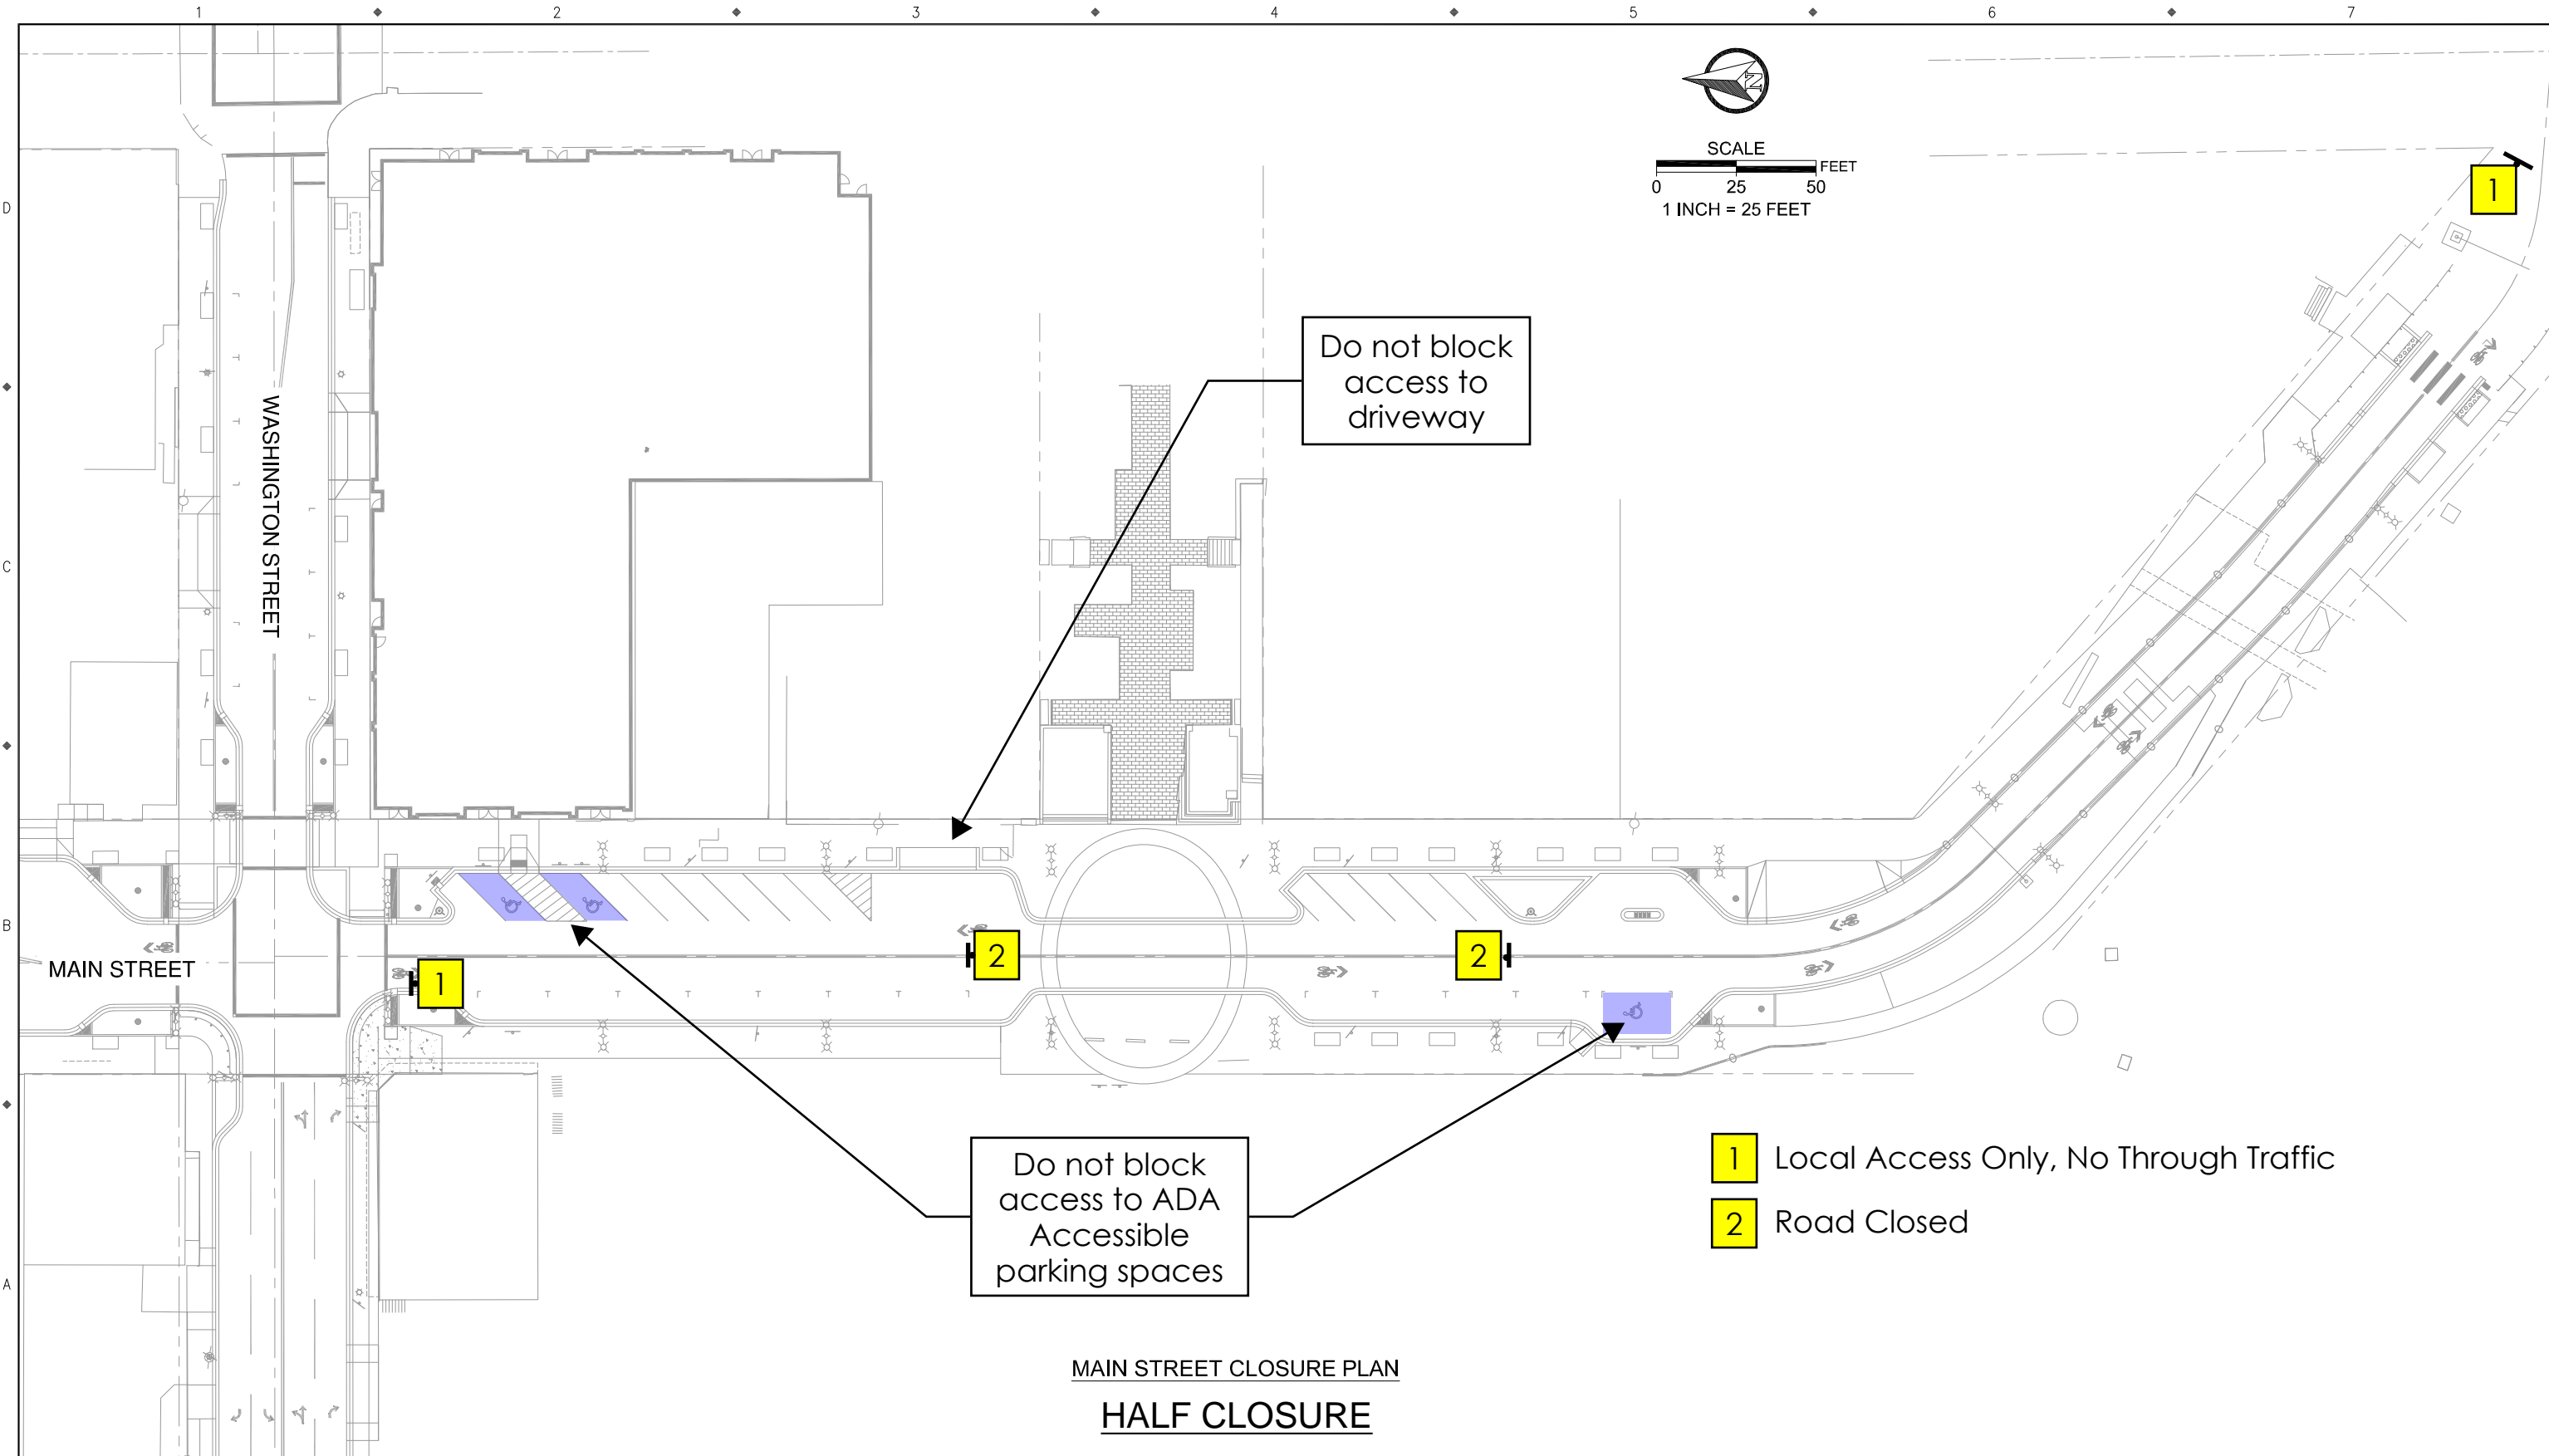 1 2 3 4 5 6 7
N
SCALE
FEET
0 25 50
1 INCH = 25 FEET
1
D
Do not block
access to
driveway
WASHINGTON STREET
C
B
2
2
MAIN STREET
1
Do not block
access to ADA
Accessible
parking spaces
1 Local Access Only, No Through Traffic
2 Road Closed
A
MAIN STREET CLOSURE PLAN
HALF CLOSURE